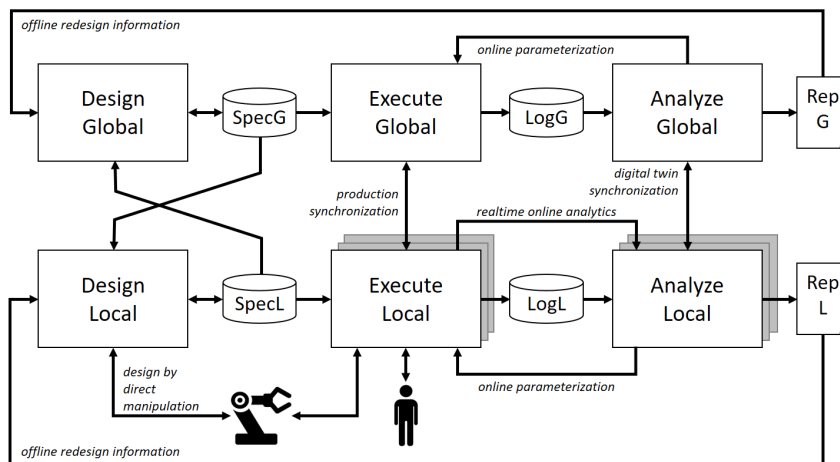 offline redesign information
online parameterization
Design
Global
SpecG
Execute
Global
LogG
Analyze
Global
Rep
G
production
synchronization
digital twin
synchronization
realtime online analytics
Design
Local
SpecL
Execute
Local
LogL
Analyze
Local
Rep
L
design by
direct
manipulation
online parameterization
offline redesign information